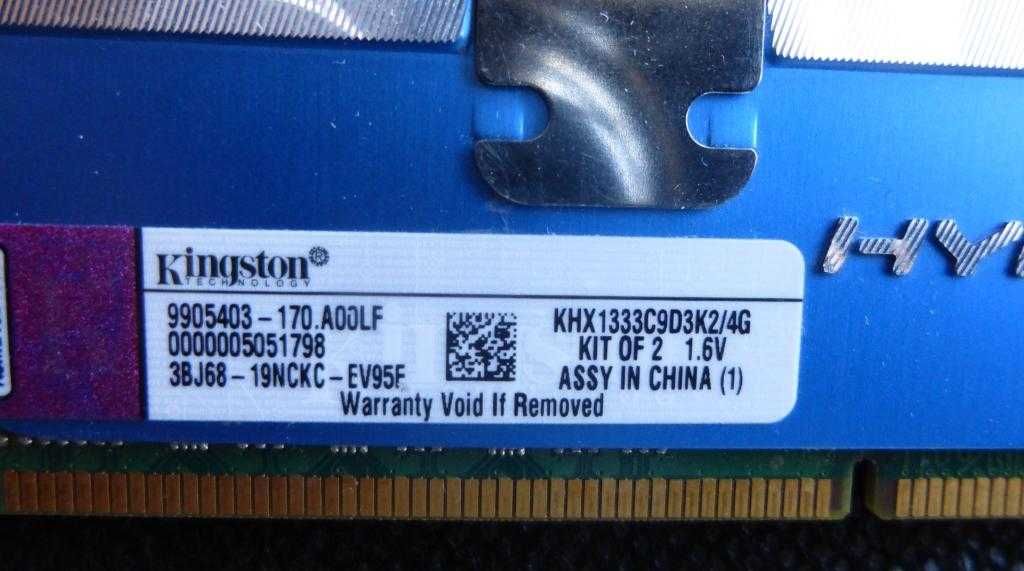 Kingston®
TECHNOLOGY
9905403-170.A00LF
0000005051798
3BJ68-19NCKC-EV95F
KHX1333C9D3K2/4G
KIT OF 2 1.6V
ASSY IN CHINA (1)
Warranty Void If Removed
HY